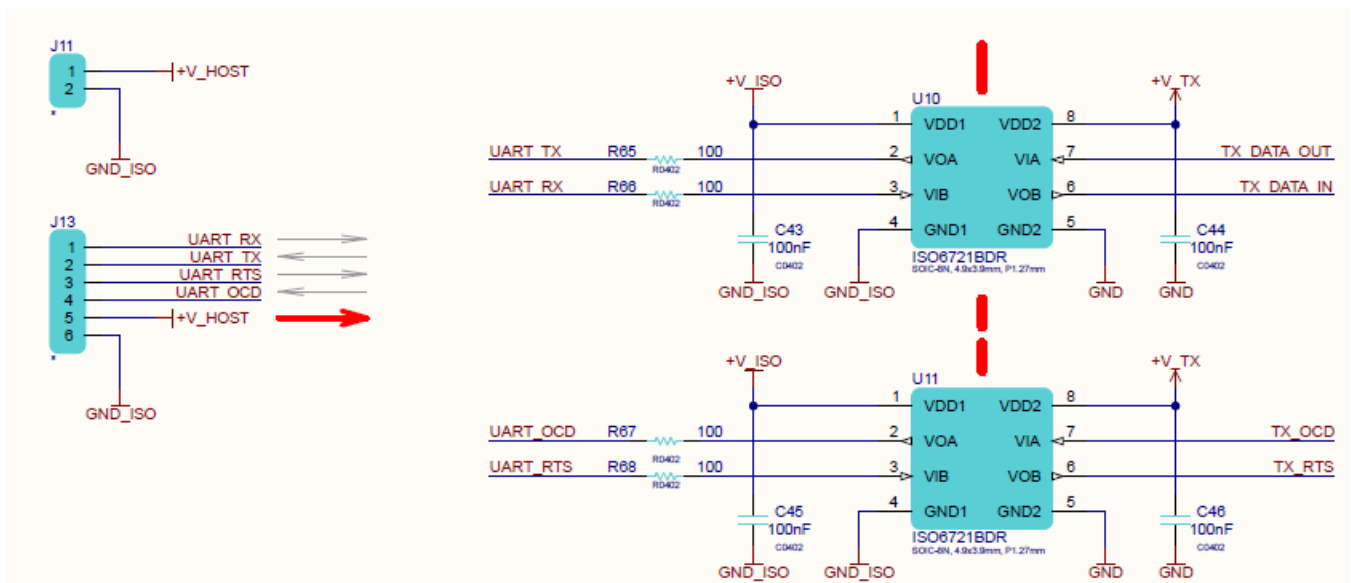 J11
1 +V_HOST
2
*
GND_ISO
J13
1 UART_RX
2 UART_TX
3 UART_RTS
4 UART_OCD
5 +V_HOST
6
*
GND_ISO
+V_ISO +V_TX
U10
1 VDD1 VDD2 8
UART_TX R65 100 2 VOA VIA 7 TX_DATA_OUT
R0402
UART_RX R66 100 3 VIB VOB 6 TX_DATA_IN
R0402
4 GND1 GND2 5
C43 C44
100nF 100nF
C0402 C0402
ISO6721BDR
SOIC-8N, 4.9x3.9mm, P1.27mm
GND_ISO GND_ISO GND GND
+V_ISO +V_TX
U11
1 VDD1 VDD2 8
UART_OCD R67 100 2 VOA VIA 7 TX_OCD
R0402
UART_RTS R68 100 3 VIB VOB 6 TX_RTS
R0402
4 GND1 GND2 5
C45 C46
100nF 100nF
C0402 C0402
ISO6721BDR
SOIC-8N, 4.9x3.9mm, P1.27mm
GND_ISO GND_ISO GND GND